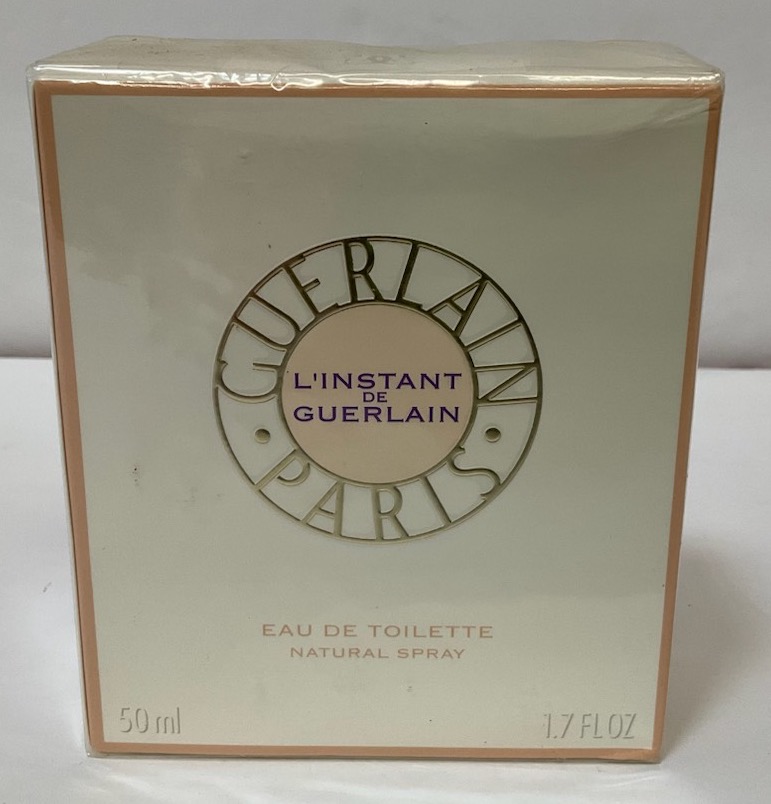 GUERLAIN
L'INSTANT
DE
GUERLAIN
• PARIS •
EAU DE TOILETTE
NATURAL SPRAY
50 ml
1.7 FL OZ